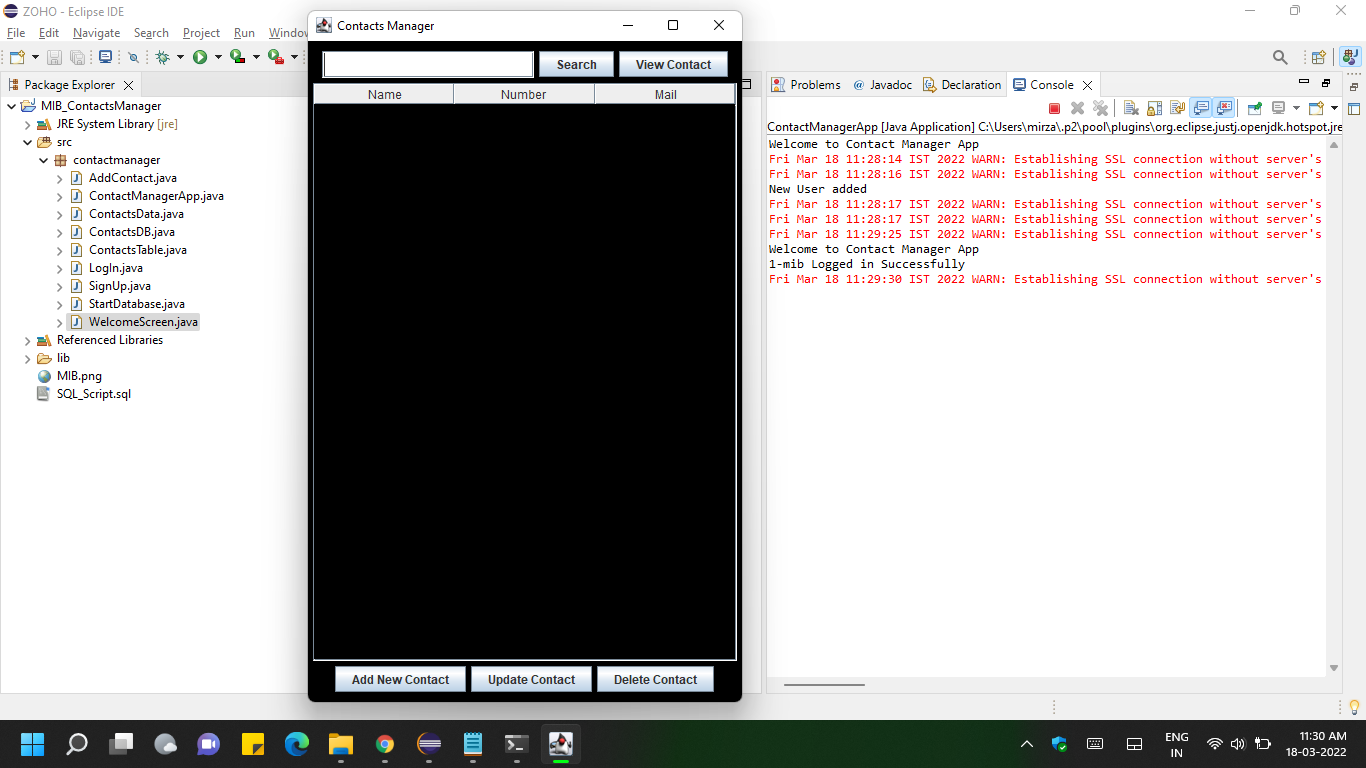 ZOHO - Eclipse IDE
File Edit Navigate Search Project Run Window
Package Explorer
MIB_ContactsManager
JRE System Library [jre]
src
contactmanager
AddContact.java
ContactManagerApp.java
ContactsData.java
ContactsDB.java
ContactsTable.java
LogIn.java
SignUp.java
StartDatabase.java
WelcomeScreen.java
Referenced Libraries
lib
MIB.png
SQL_Script.sql
Contacts Manager
Search View Contact
Name Number Mail
Add New Contact Update Contact Delete Contact
Problems @ Javadoc Declaration Console
ContactManagerApp [Java Application] C:\Users\mirza\.p2\pool\plugins\org.eclipse.justj.openjdk.hotspot.jre
Welcome to Contact Manager App
Fri Mar 18 11:28:14 IST 2022 WARN: Establishing SSL connection without server's
Fri Mar 18 11:28:16 IST 2022 WARN: Establishing SSL connection without server's
New User added
Fri Mar 18 11:28:17 IST 2022 WARN: Establishing SSL connection without server's
Fri Mar 18 11:28:17 IST 2022 WARN: Establishing SSL connection without server's
Fri Mar 18 11:29:25 IST 2022 WARN: Establishing SSL connection without server's
Welcome to Contact Manager App
1-mib Logged in Successfully
Fri Mar 18 11:29:30 IST 2022 WARN: Establishing SSL connection without server's
ENG
IN
11:30 AM
18-03-2022